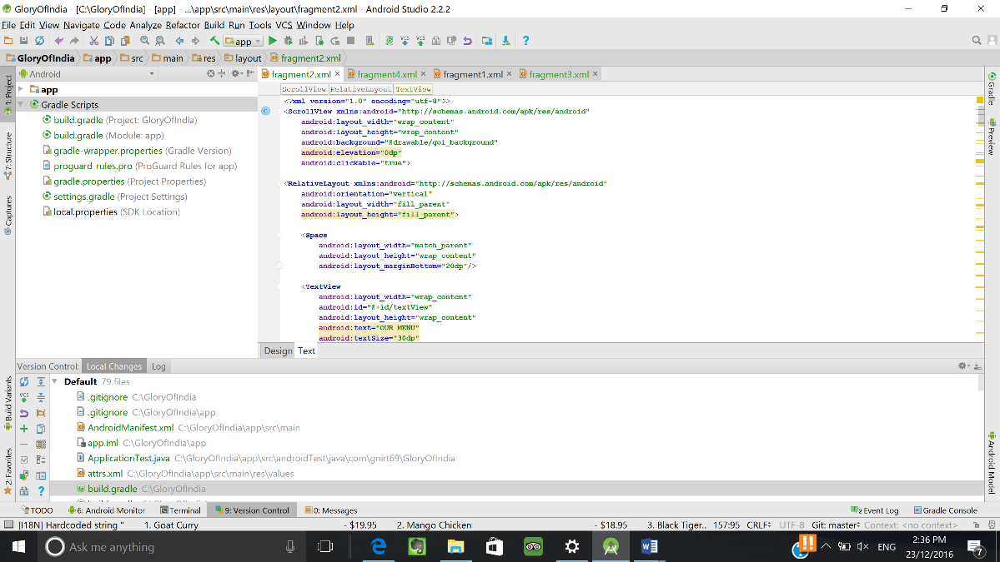 GloryOfIndia - [C:\GloryOfIndia] - [app] - ...\app\src\main\res\layout\fragment2.xml - Android Studio 2.2.2
File Edit View Navigate Code Analyze Refactor Build Run Tools VCS Window Help
app
GloryOfIndia app src main res layout fragment2.xml
Android
fragment2.xml fragment4.xml fragment1.xml fragment3.xml
1: Project
7: Structure
Captures
Build Variants
2: Favorites
app
Gradle Scripts
build.gradle (Project: GloryOfIndia)
build.gradle (Module: app)
gradle-wrapper.properties (Gradle Version)
proguard-rules.pro (ProGuard Rules for app)
gradle.properties (Project Properties)
settings.gradle (Project Settings)
local.properties (SDK Location)
ScrollView RelativeLayout TextView
<?xml version="1.0" encoding="utf-8"?>
<ScrollView xmlns:android="http://schemas.android.com/apk/res/android"
android:layout_width="wrap_content"
android:layout_height="wrap_content"
android:background="@drawable/goi_background"
android:elevation="0dp"
android:clickable="true">
<RelativeLayout xmlns:android="http://schemas.android.com/apk/res/android"
android:orientation="vertical"
android:layout_width="fill_parent"
android:layout_height="fill_parent">
<Space
android:layout_width="match_parent"
android:layout_height="wrap_content"
android:layout_marginBottom="20dp"/>
<TextView
android:layout_width="wrap_content"
android:id="@+id/textView"
android:layout_height="wrap_content"
android:text="OUR MENU"
android:textSize="30dp"
Design Text
Gradle
Preview
Android Model
Version Control: Local Changes Log
Default 79 files
.gitignore C:\GloryOfIndia
.gitignore C:\GloryOfIndia\app
AndroidManifest.xml C:\GloryOfIndia\app\src\main
app.iml C:\GloryOfIndia\app
ApplicationTest.java C:\GloryOfIndia\app\src\androidTest\java\com\gnirt69\GloryOfIndia
attrs.xml C:\GloryOfIndia\app\src\main\res\values
build.gradle C:\GloryOfIndia
TODO 6: Android Monitor Terminal 9: Version Control 0: Messages 2 Event Log Gradle Console
[I18N] Hardcoded string " 1. Goat Curry - $19.95 2. Mango Chicken - $18.95 3. Black Tiger... 157:95 CRLF÷ UTF-8 Git: master÷ Context: <no context>
Ask me anything
ENG
2:36 PM
23/12/2016
7